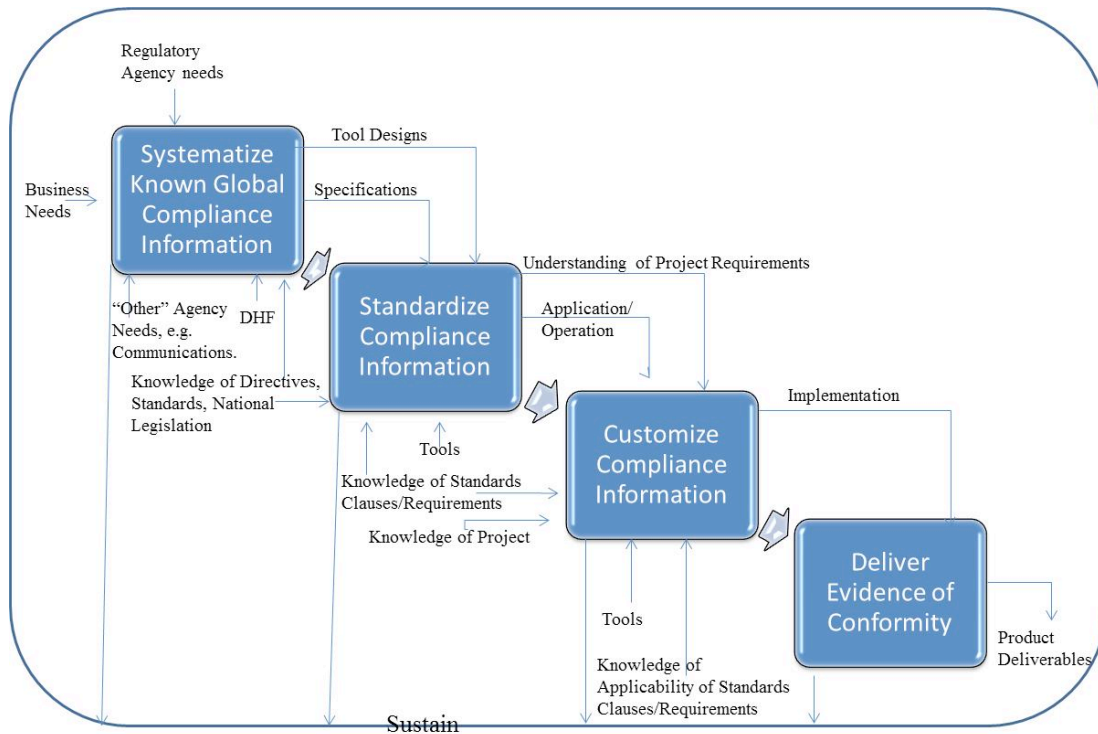 Regulatory
Agency needs
Tool Designs
Systematize
Known Global
Compliance
Information
Business
Needs
Specifications
Understanding of Project Requirements
“Other” Agency
Needs, e.g.
Communications.
DHF
Standardize
Compliance
Information
Application/
Operation
Knowledge of Directives,
Standards, National
Legislation
Implementation
Tools
Customize
Compliance
Information
Knowledge of Standards
Clauses/Requirements
Knowledge of Project
Deliver
Evidence of
Conformity
Tools
Product
Deliverables
Knowledge of
Applicability of Standards
Clauses/Requirements
Sustain